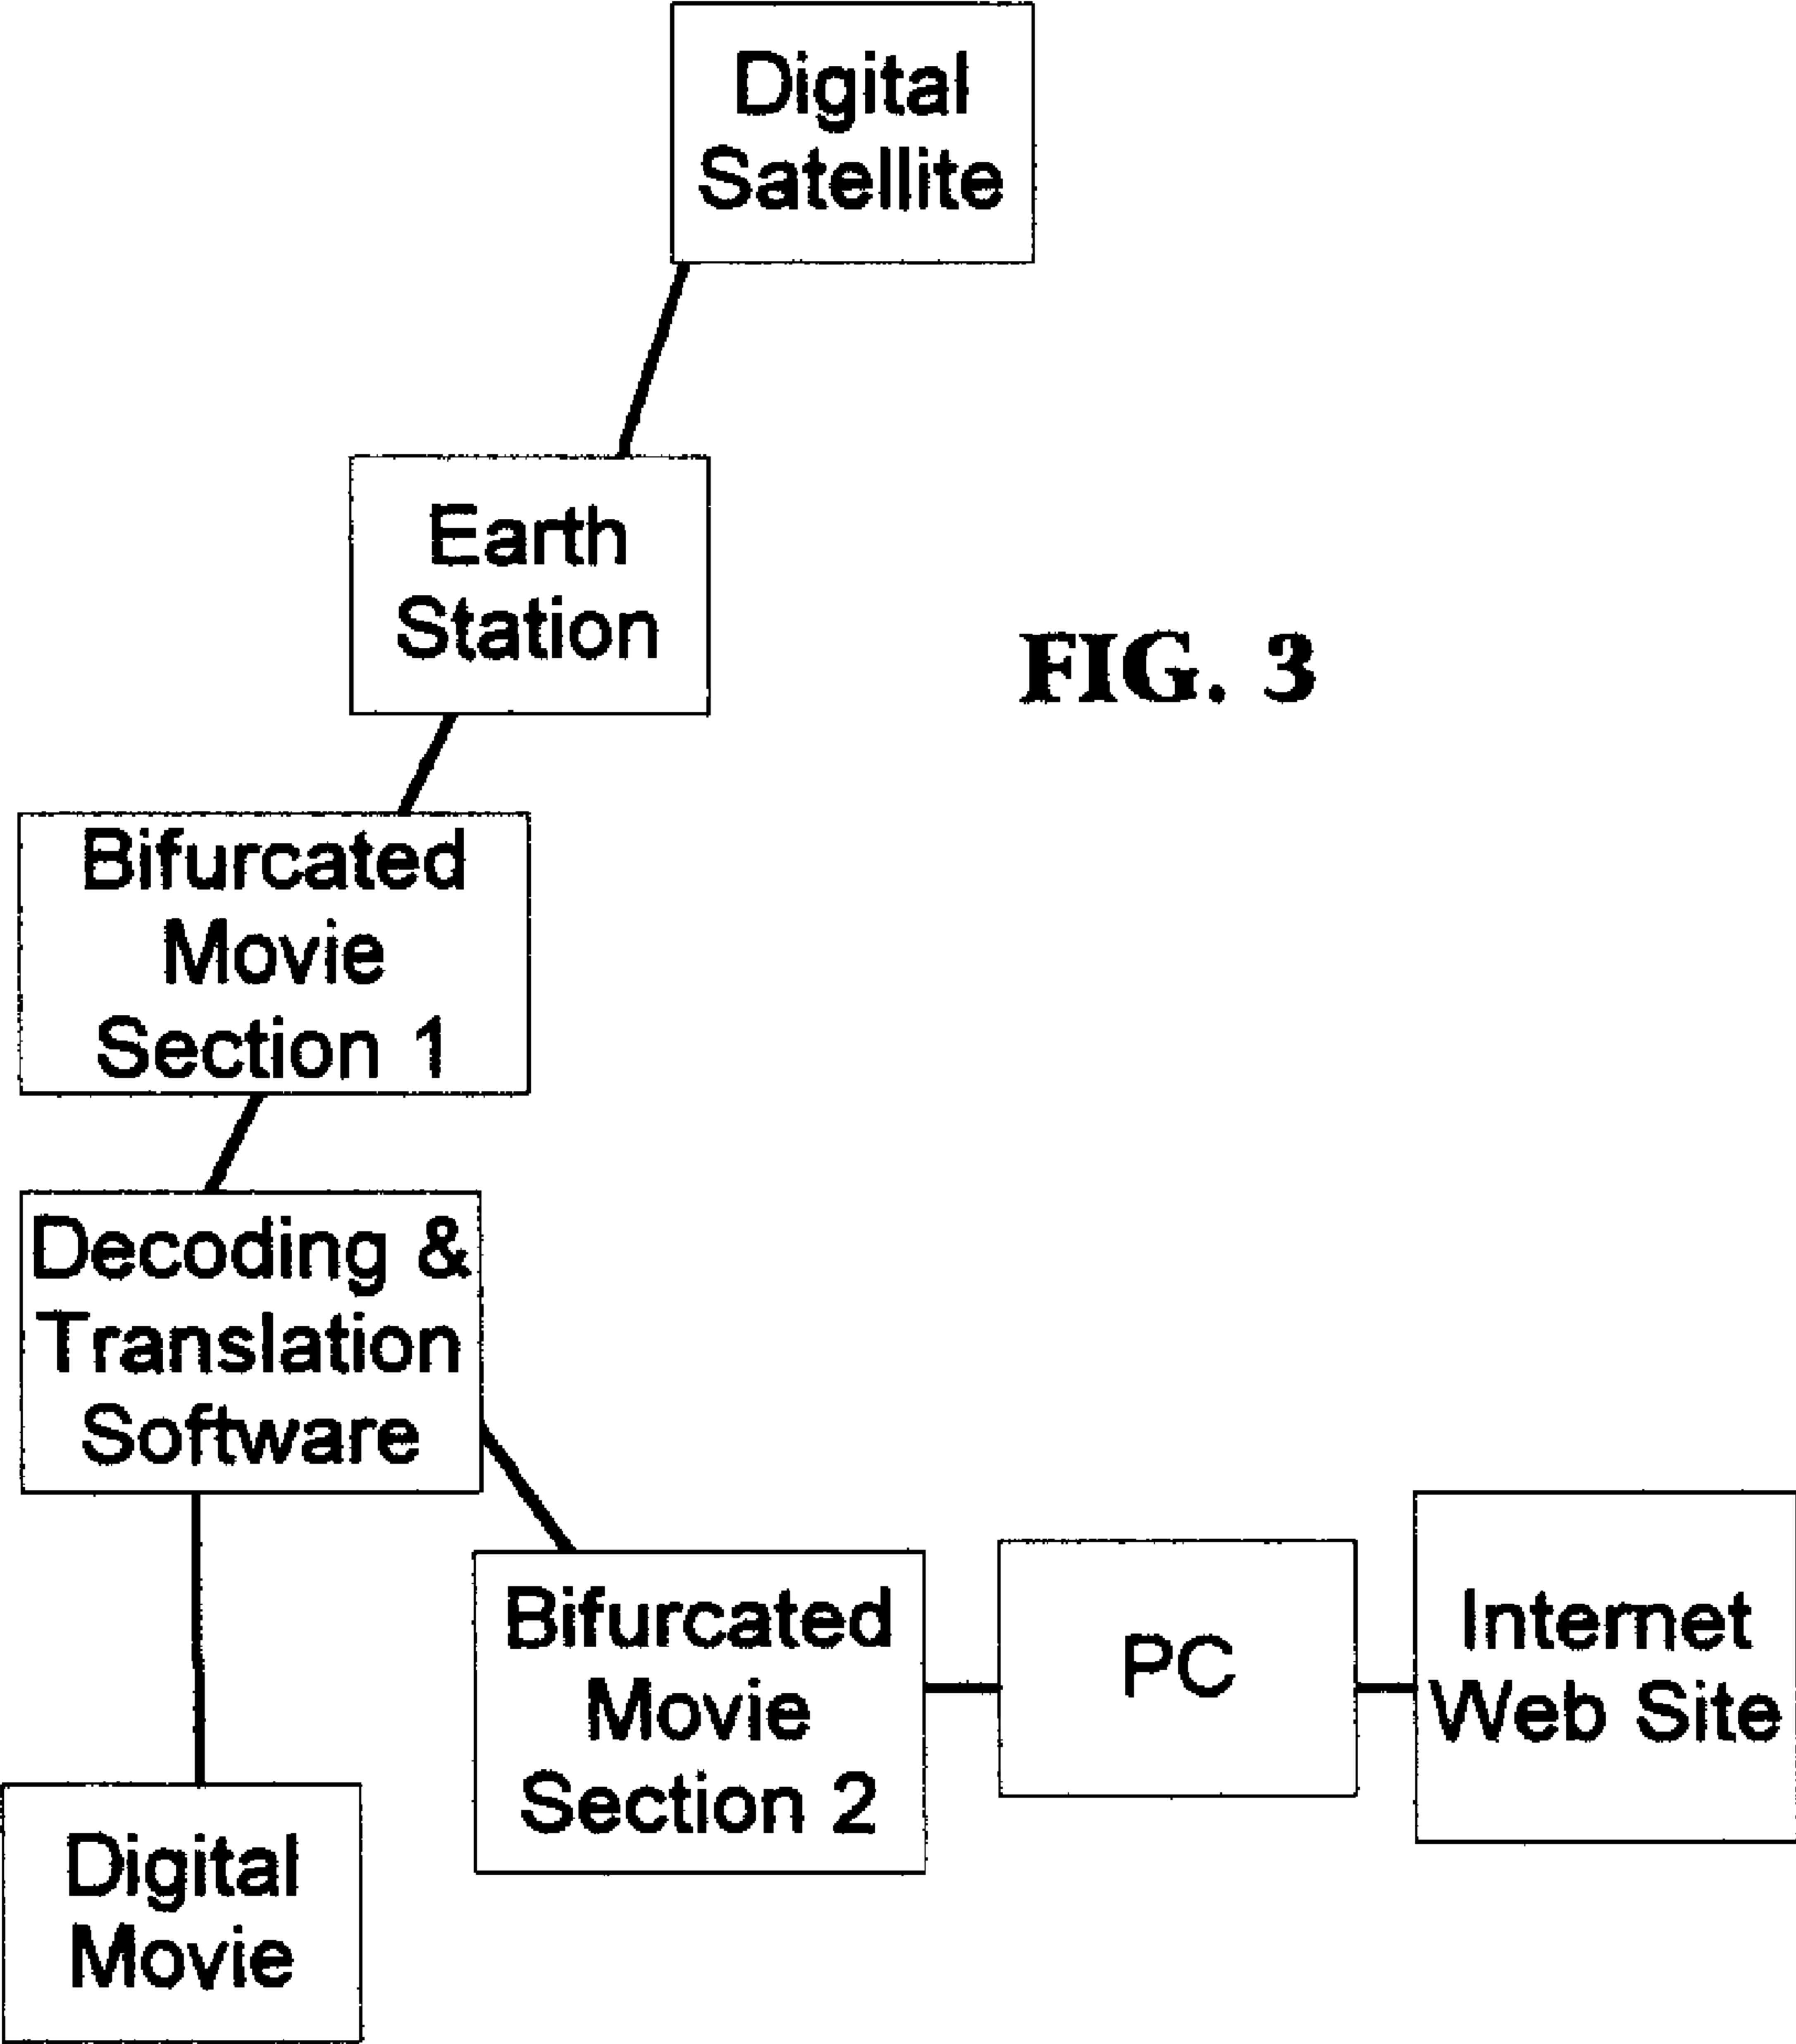 Digital
Satellite
Earth
Station
FIG. 3
Bifurcated
Movie
Section 1
Decoding &
Translation
Software
Bifurcated
Movie
Section 2
PC
Internet
Web Site
Digital
Movie